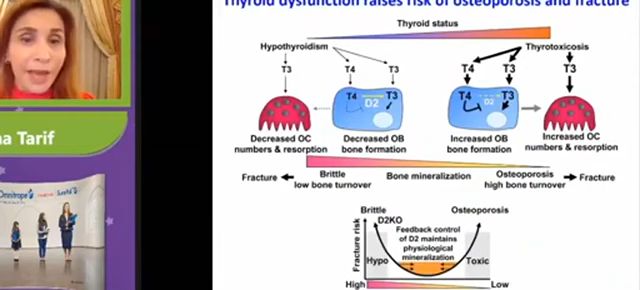 Thyroid dysfunction raises risk of osteoporosis and fracture
Thyroid status
Hypothyroidism
Thyrotoxicosis
T3
T4
T3
T4
T3
T3
T4
T3
D2
T4
T3
D2
Decreased OC
numbers & resorption
Decreased OB
bone formation
Increased OB
bone formation
Increased OC
numbers & resorption
Fracture
Brittle
low bone turnover
Bone mineralization
Osteoporosis
high bone turnover
Fracture
Brittle
D2KO
Osteoporosis
Feedback control
of D2 maintains
physiological
mineralization
Fracture risk
Hypo
Toxic
High
Low
a Tarif
Omnitrope